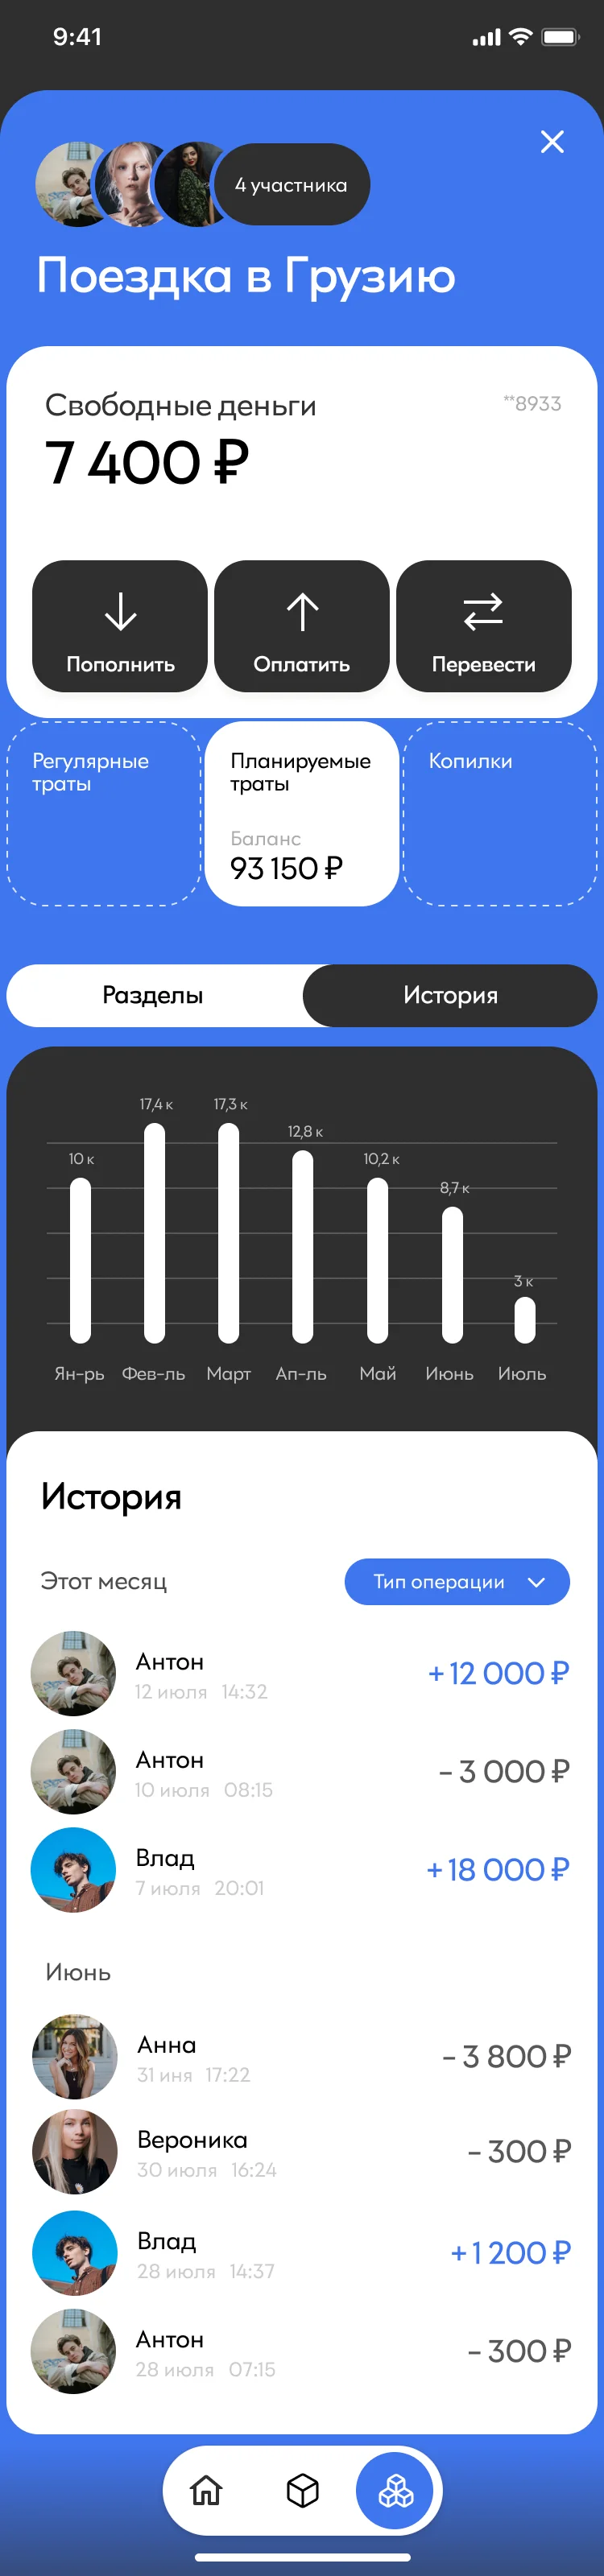 9:41
4 участника
Поездка в Грузию
Свободные деньги
**8933
7 400 ₽
Пополнить
Оплатить
Перевести
Регулярные
траты
Планируемые
траты
Баланс
93 150 ₽
Копилки
Разделы
История
10 к
17,4 к
17,3 к
12,8 к
10,2 к
8,7 к
3 к
Ян-рь
Фев-ль
Март
Ап-ль
Май
Июнь
Июль
История
Этот месяц
Тип операции
Антон
12 июля 14:32
+ 12 000 ₽
Антон
10 июля 08:15
- 3 000 ₽
Влад
7 июля 20:01
+ 18 000 ₽
Июнь
Анна
31 иня 17:22
- 3 800 ₽
Вероника
30 июля 16:24
- 300 ₽
Влад
28 июля 14:37
+ 1 200 ₽
Антон
28 июля 07:15
- 300 ₽